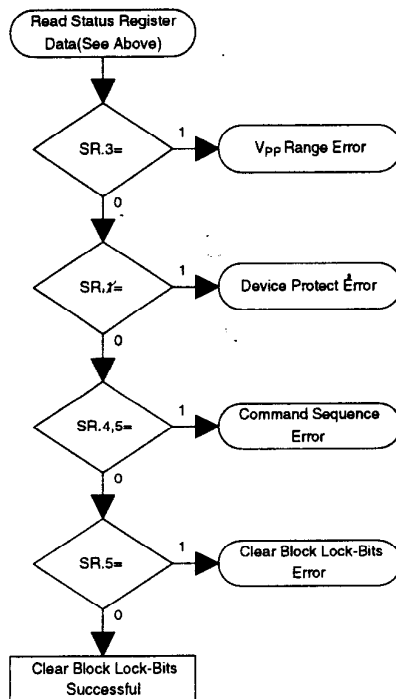 Read Status Register
Data(See Above)
SR.3=
1
VPP Range Error
0
SR.1=
1
Device Protect Error
0
SR.4,5=
1
Command Sequence
Error
0
SR.5=
1
Clear Block Lock-Bits
Error
0
Clear Block Lock-Bits
Successful